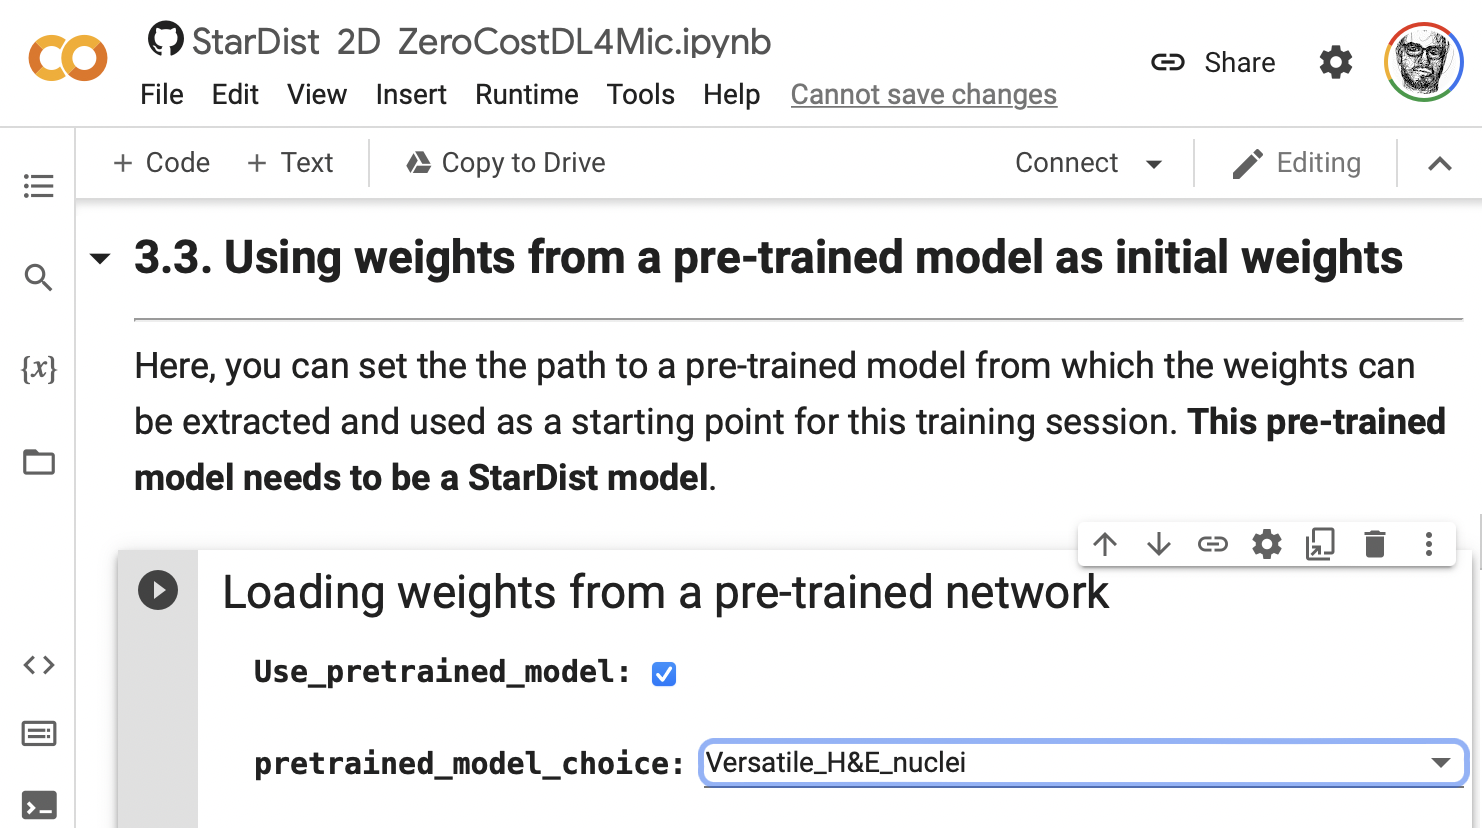 StarDist 2D ZeroCostDL4Mic.ipynb
Share
File Edit View Insert Runtime Tools Help Cannot save changes
+ Code + Text Copy to Drive Connect Editing
3.3. Using weights from a pre-trained model as initial weights
Here, you can set the the path to a pre-trained model from which the weights can
be extracted and used as a starting point for this training session. This pre-trained
model needs to be a StarDist model.
{x}
Loading weights from a pre-trained network
Use_pretrained_model:
pretrained_model_choice: Versatile_H&E_nuclei